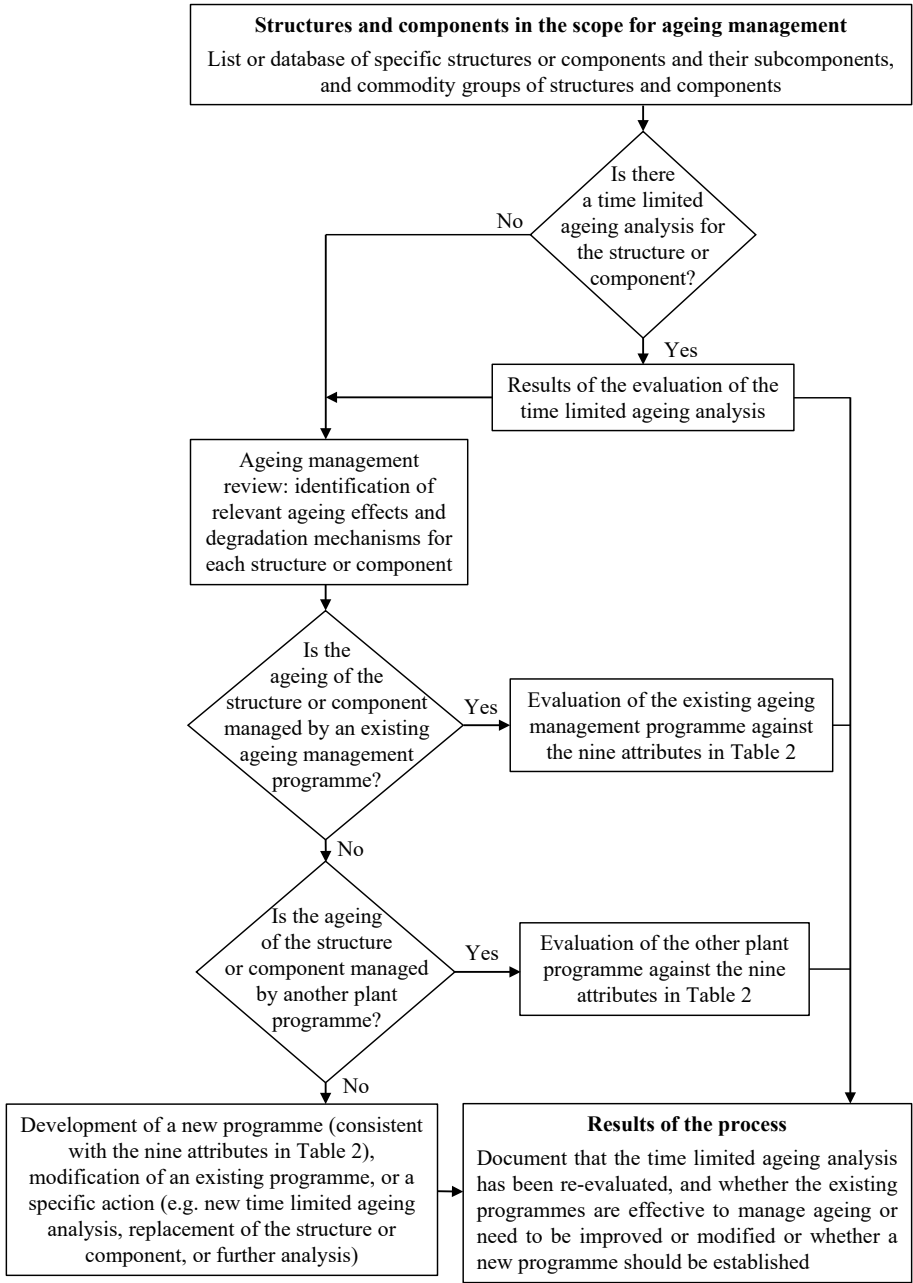 Structures and components in the scope for ageing management
List or database of specific structures or components and their subcomponents,
and commodity groups of structures and components
Is there
a time limited
ageing analysis for
the structure or
component?
No
Yes
Results of the evaluation of the
time limited ageing analysis
Ageing management
review: identification of
relevant ageing effects and
degradation mechanisms for
each structure or component
Is the
ageing of the
structure or component
managed by an existing
ageing management
programme?
Yes
Evaluation of the existing ageing
management programme against
the nine attributes in Table 2
No
Is the ageing
of the structure
or component managed
by another plant
programme?
Yes
Evaluation of the other plant
programme against the nine
attributes in Table 2
No
Development of a new programme (consistent
with the nine attributes in Table 2),
modification of an existing programme, or a
specific action (e.g. new time limited ageing
analysis, replacement of the structure or
component, or further analysis)
Results of the process
Document that the time limited ageing analysis
has been re-evaluated, and whether the existing
programmes are effective to manage ageing or
need to be improved or modified or whether a
new programme should be established